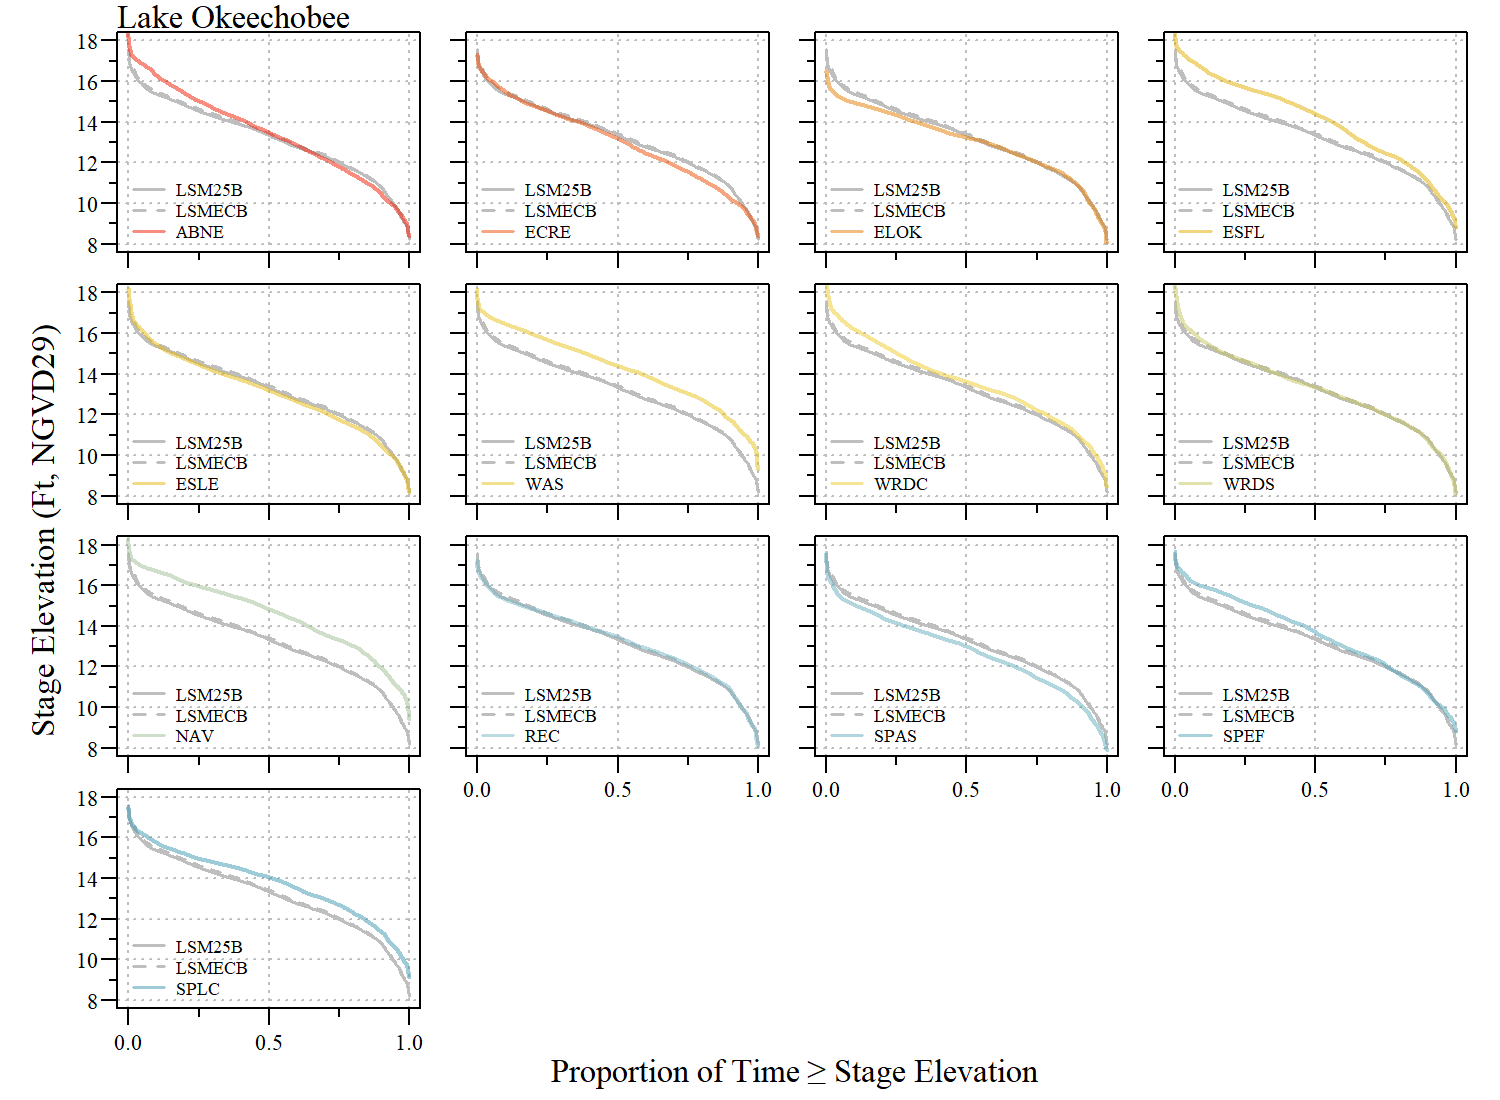 Lake Okeechobee
Stage Elevation (Ft, NGVD29)
18
16
14
12
10
8
LSM25B
LSMECB
ABNE
LSM25B
LSMECB
ECRE
LSM25B
LSMECB
ELOK
LSM25B
LSMECB
ESFL
18
16
14
12
10
8
LSM25B
LSMECB
ESLE
LSM25B
LSMECB
WAS
LSM25B
LSMECB
WRDC
LSM25B
LSMECB
WRDS
18
16
14
12
10
8
LSM25B
LSMECB
NAV
LSM25B
LSMECB
REC
0.0 0.5 1.0
LSM25B
LSMECB
SPAS
0.0 0.5 1.0
LSM25B
LSMECB
SPEF
0.0 0.5 1.0
18
16
14
12
10
8
LSM25B
LSMECB
SPLC
0.0 0.5 1.0
Proportion of Time ≥ Stage Elevation